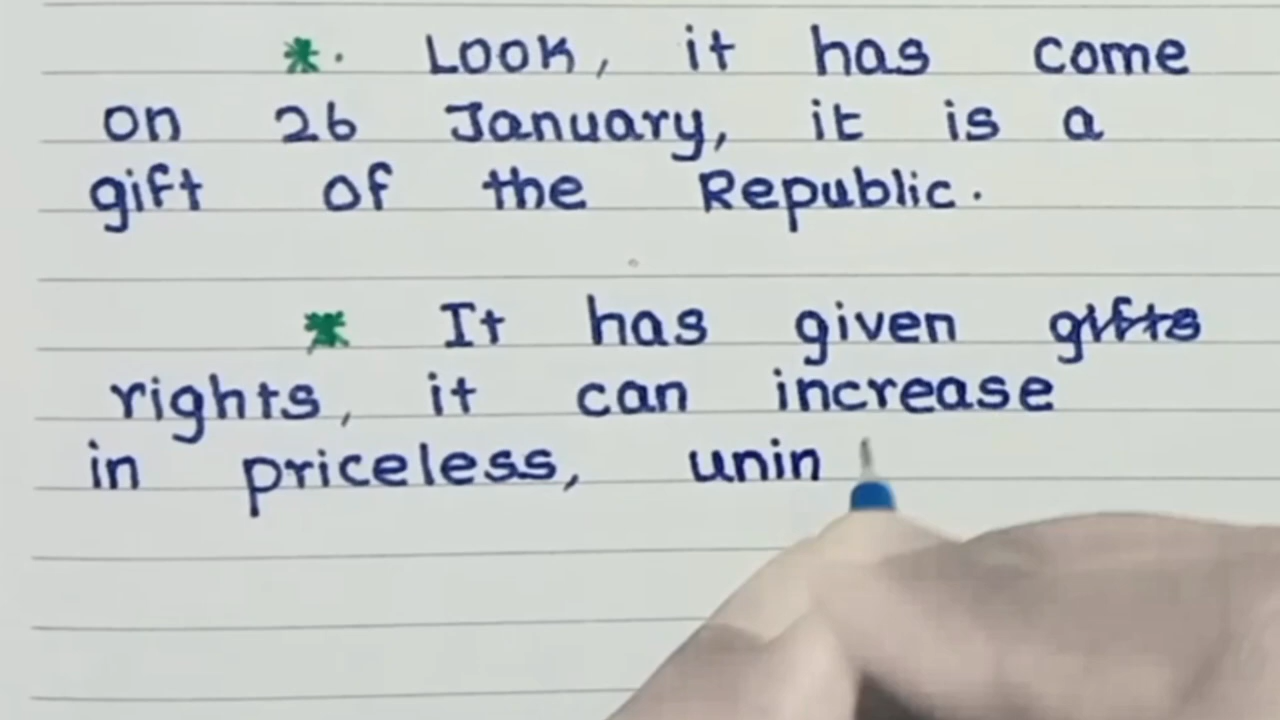 *. Look, it has come
on 26 January, it is a
gift of the Republic.
* It has given gifts
rights, it can increase
in priceless, unin